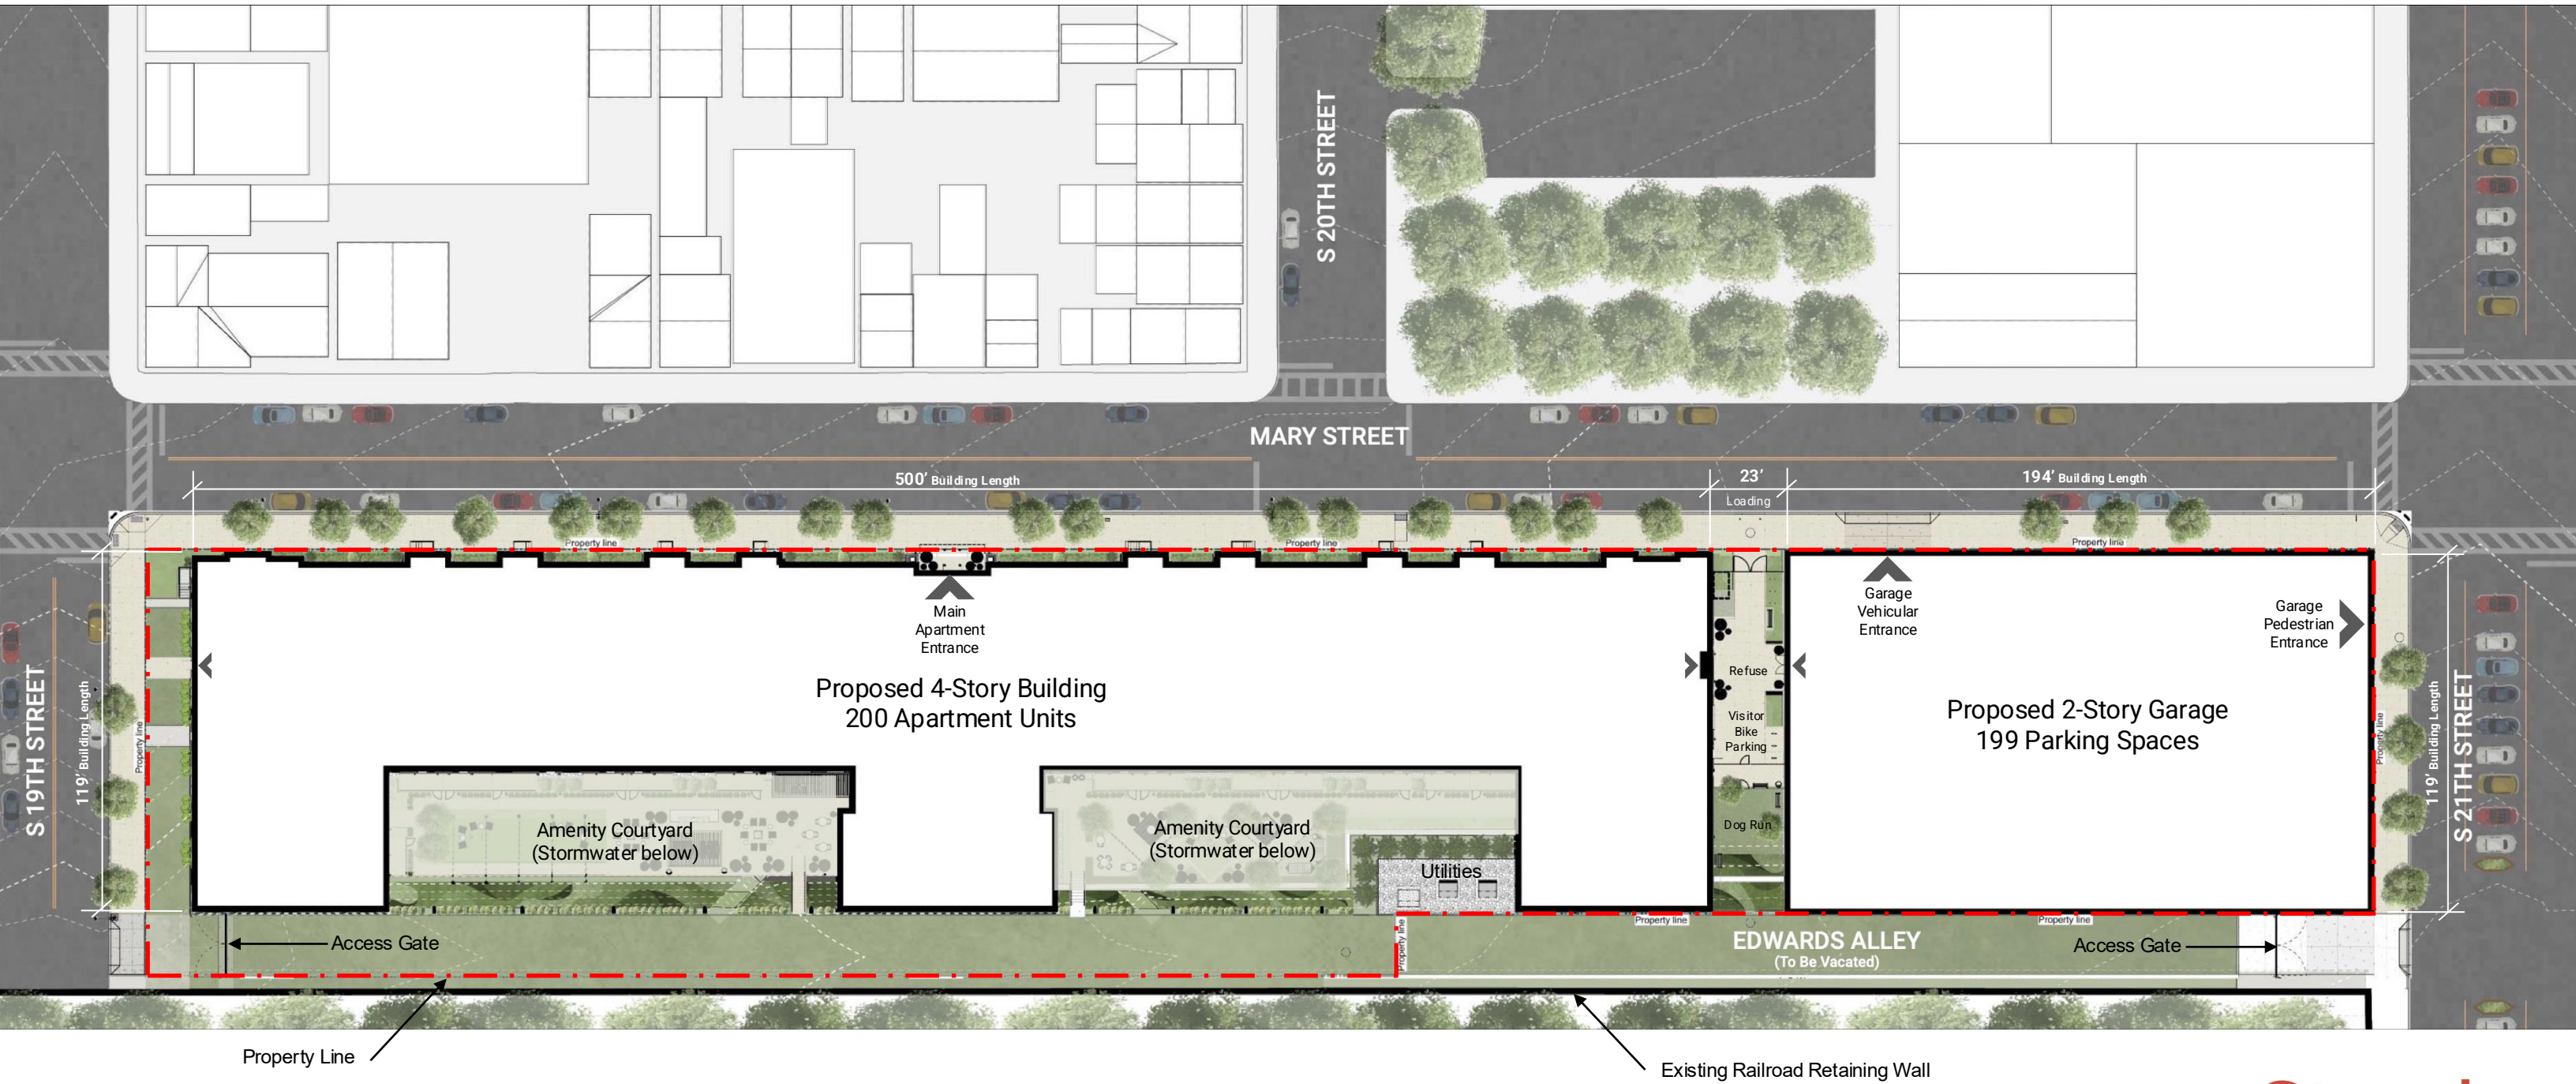 S 20TH STREET
MARY STREET
500' Building Length
23'
194' Building Length
Loading
Property line
Property line
Property line
Main
Apartment
Entrance
Garage
Vehicular
Entrance
Garage
Pedestrian
Entrance
Proposed 4-Story Building
200 Apartment Units
Refuse
Visitor
Bike
Parking
Dog Run
Proposed 2-Story Garage
199 Parking Spaces
S 19TH STREET
119' Building Length
Property line
Property line
119' Building Length
S 21TH STREET
Amenity Courtyard
(Stormwater below)
Amenity Courtyard
(Stormwater below)
Utilities
Property line
Property line
Property line
Access Gate
EDWARDS ALLEY
(To Be Vacated)
Access Gate
Property Line
Existing Railroad Retaining Wall